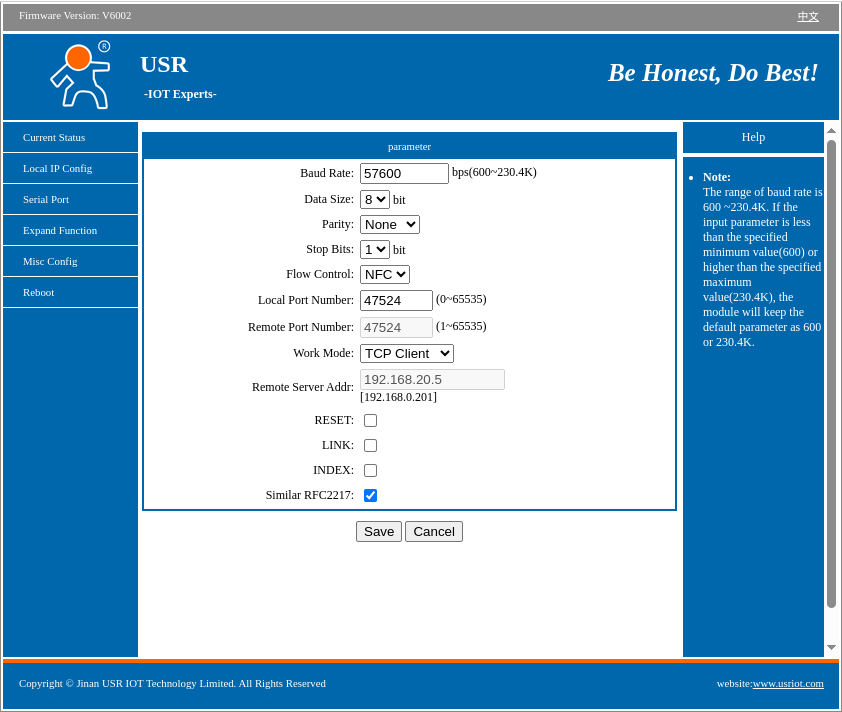 Firmware Version: V6002
中文
®
USR
-IOT Experts-
Be Honest, Do Best!
Current Status
Local IP Config
Serial Port
Expand Function
Misc Config
Reboot
parameter
Baud Rate: 57600 bps(600~230.4K)
Data Size: 8 bit
Parity: None
Stop Bits: 1 bit
Flow Control: NFC
Local Port Number: 47524 (0~65535)
Remote Port Number: 47524 (1~65535)
Work Mode: TCP Client
Remote Server Addr: 192.168.20.5
[192.168.0.201]
RESET:
LINK:
INDEX:
Similar RFC2217:
Save Cancel
Help
Note:
The range of baud rate is
600 ~230.4K. If the
input parameter is less
than the specified
minimum value(600) or
higher than the specified
maximum
value(230.4K), the
module will keep the
default parameter as 600
or 230.4K.
Copyright © Jinan USR IOT Technology Limited. All Rights Reserved
website:www.usriot.com